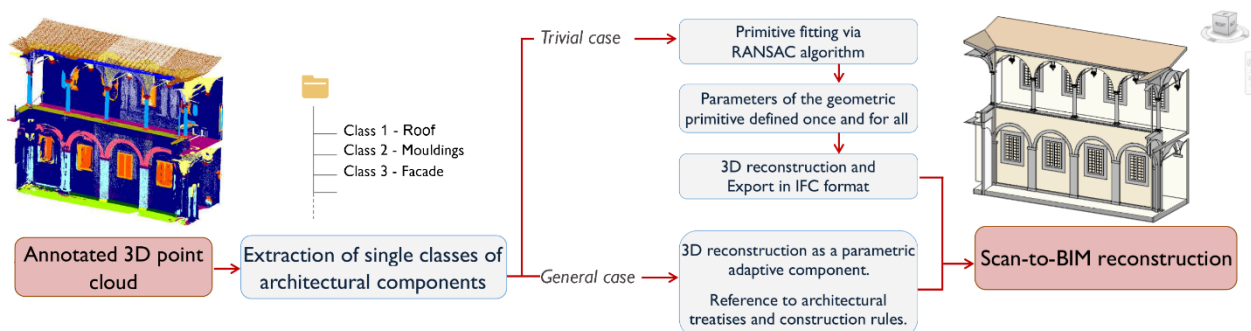 Annotated 3D point
cloud
Class 1 - Roof
Class 2 - Mouldings
Class 3 - Facade
Extraction of single classes of
architectural components
Trivial case
Primitive fitting via
RANSAC algorithm
Parameters of the geometric
primitive defined once and for all
3D reconstruction and
Export in IFC format
General case
3D reconstruction as a parametric
adaptive component.
Reference to architectural
treatises and construction rules.
Scan-to-BIM reconstruction